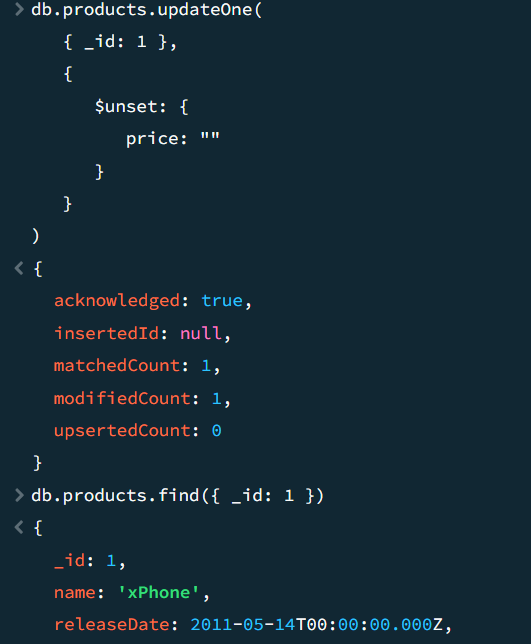 > db.products.updateOne(
{ _id: 1 },
{
$unset: {
price: ""
}
}
)
< {
acknowledged: true,
insertedId: null,
matchedCount: 1,
modifiedCount: 1,
upsertedCount: 0
}
> db.products.find({ _id: 1 })
< {
_id: 1,
name: 'xPhone',
releaseDate: 2011-05-14T00:00:00.000Z,